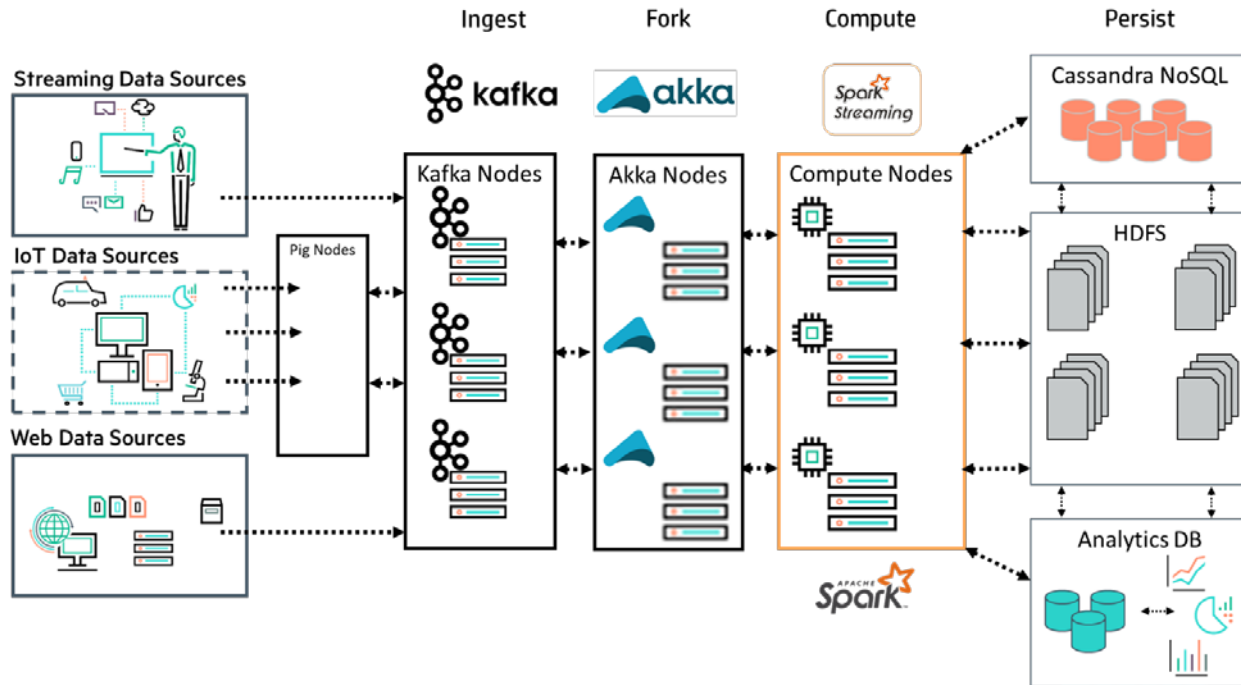 Ingest
Fork
Compute
Persist
Streaming Data Sources
kafka
akka
Spark
Streaming
Cassandra NoSQL
Kafka Nodes
Akka Nodes
Compute Nodes
HDFS
IoT Data Sources
Pig Nodes
Web Data Sources
Analytics DB
APACHE
Spark™